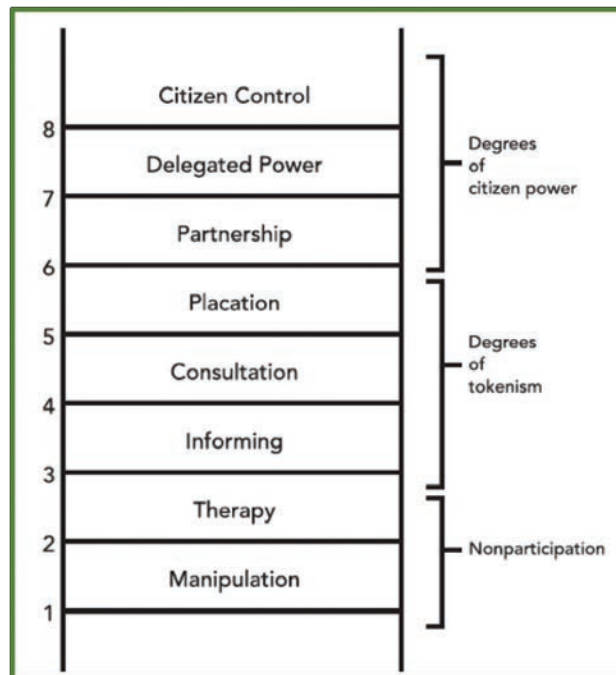 Citizen Control
8
Delegated Power
7
Partnership
6
Placation
5
Consultation
4
Informing
3
Therapy
2
Manipulation
1
Degrees
of
citizen power
Degrees
of
tokenism
Nonparticipation